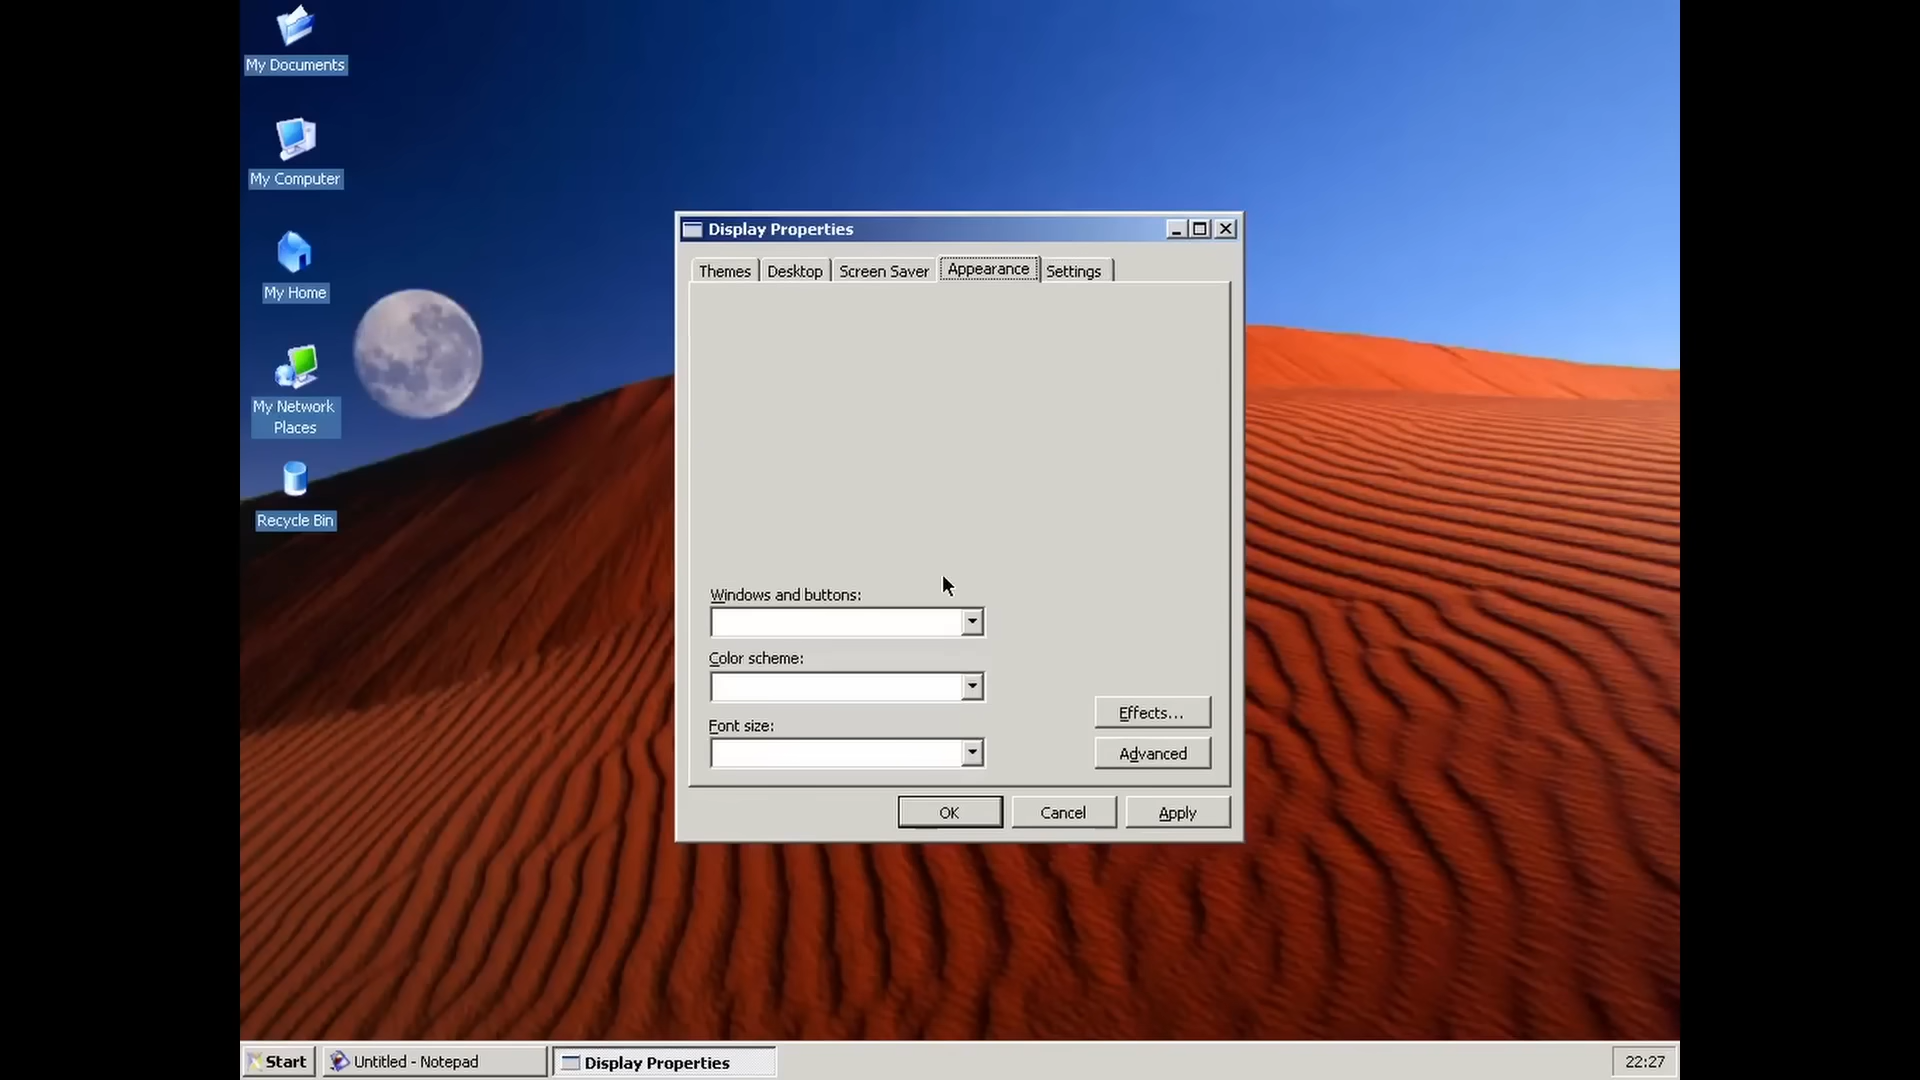 My Documents
My Computer
My Home
My Network
Places
Recycle Bin
Display Properties
Themes
Desktop
Screen Saver
Appearance
Settings
Windows and buttons:
Color scheme:
Font size:
Effects...
Advanced
OK
Cancel
Apply
Start
Untitled - Notepad
Display Properties
22:27